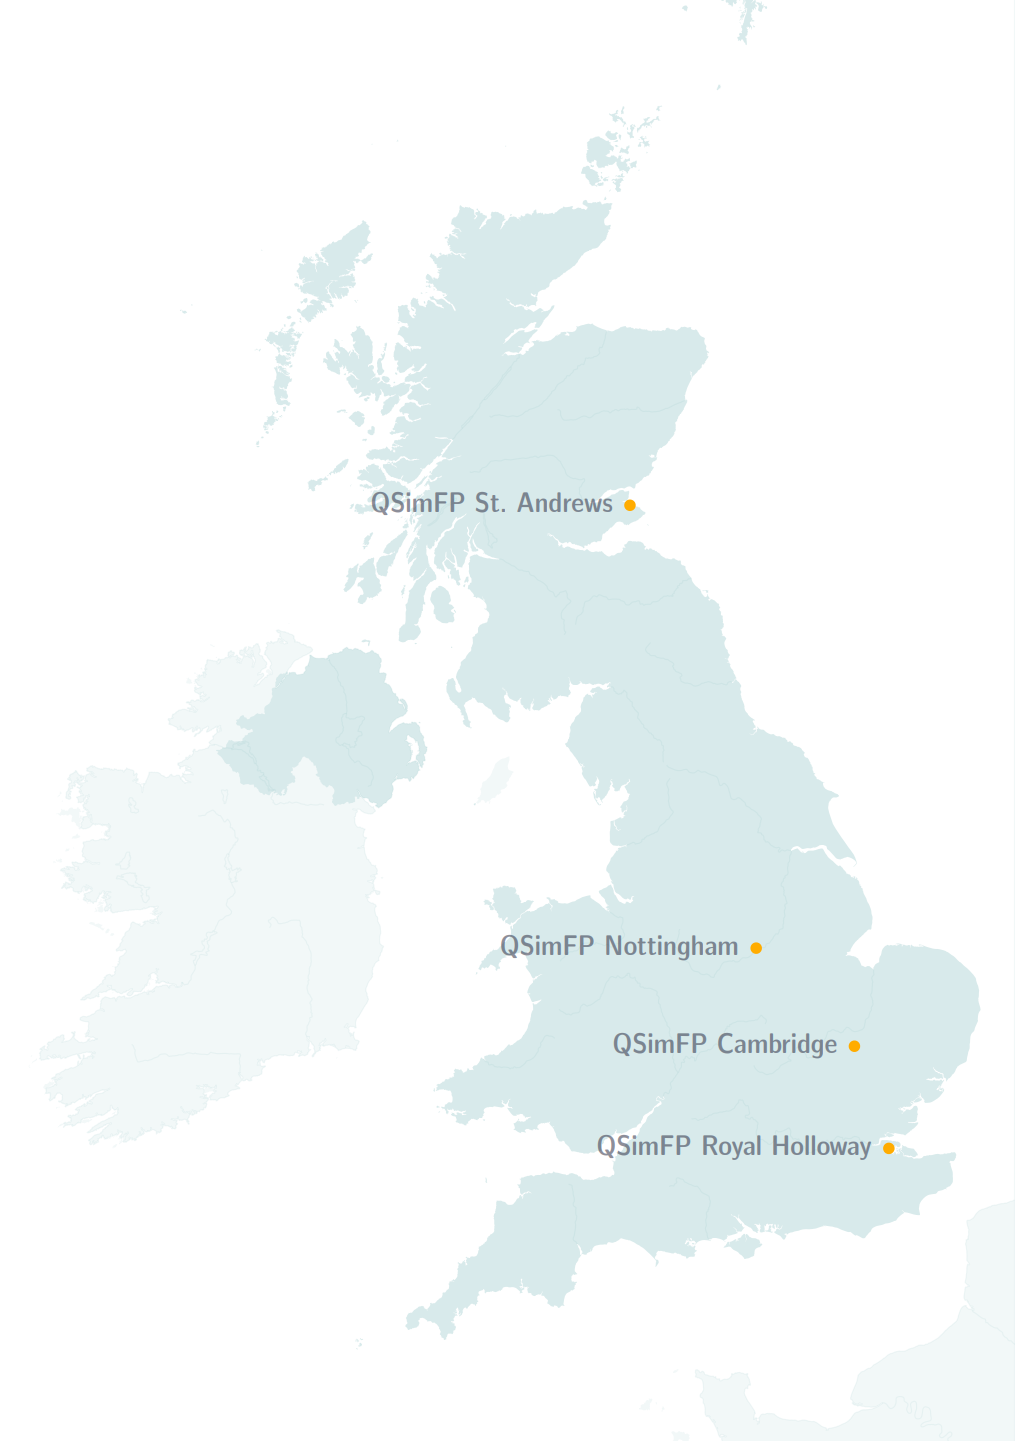 QSimFP St. Andrews
QSimFP Nottingham
QSimFP Cambridge
QSimFP Royal Holloway